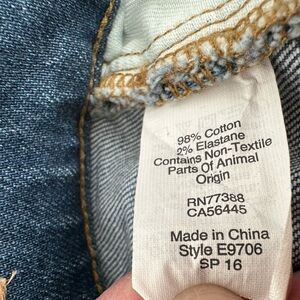 98% Cotton
2% Elastane
Contains Non-Textile
Parts Of Animal
Origin
RN77388
CA56445
Made in China
Style E9706
SP 16